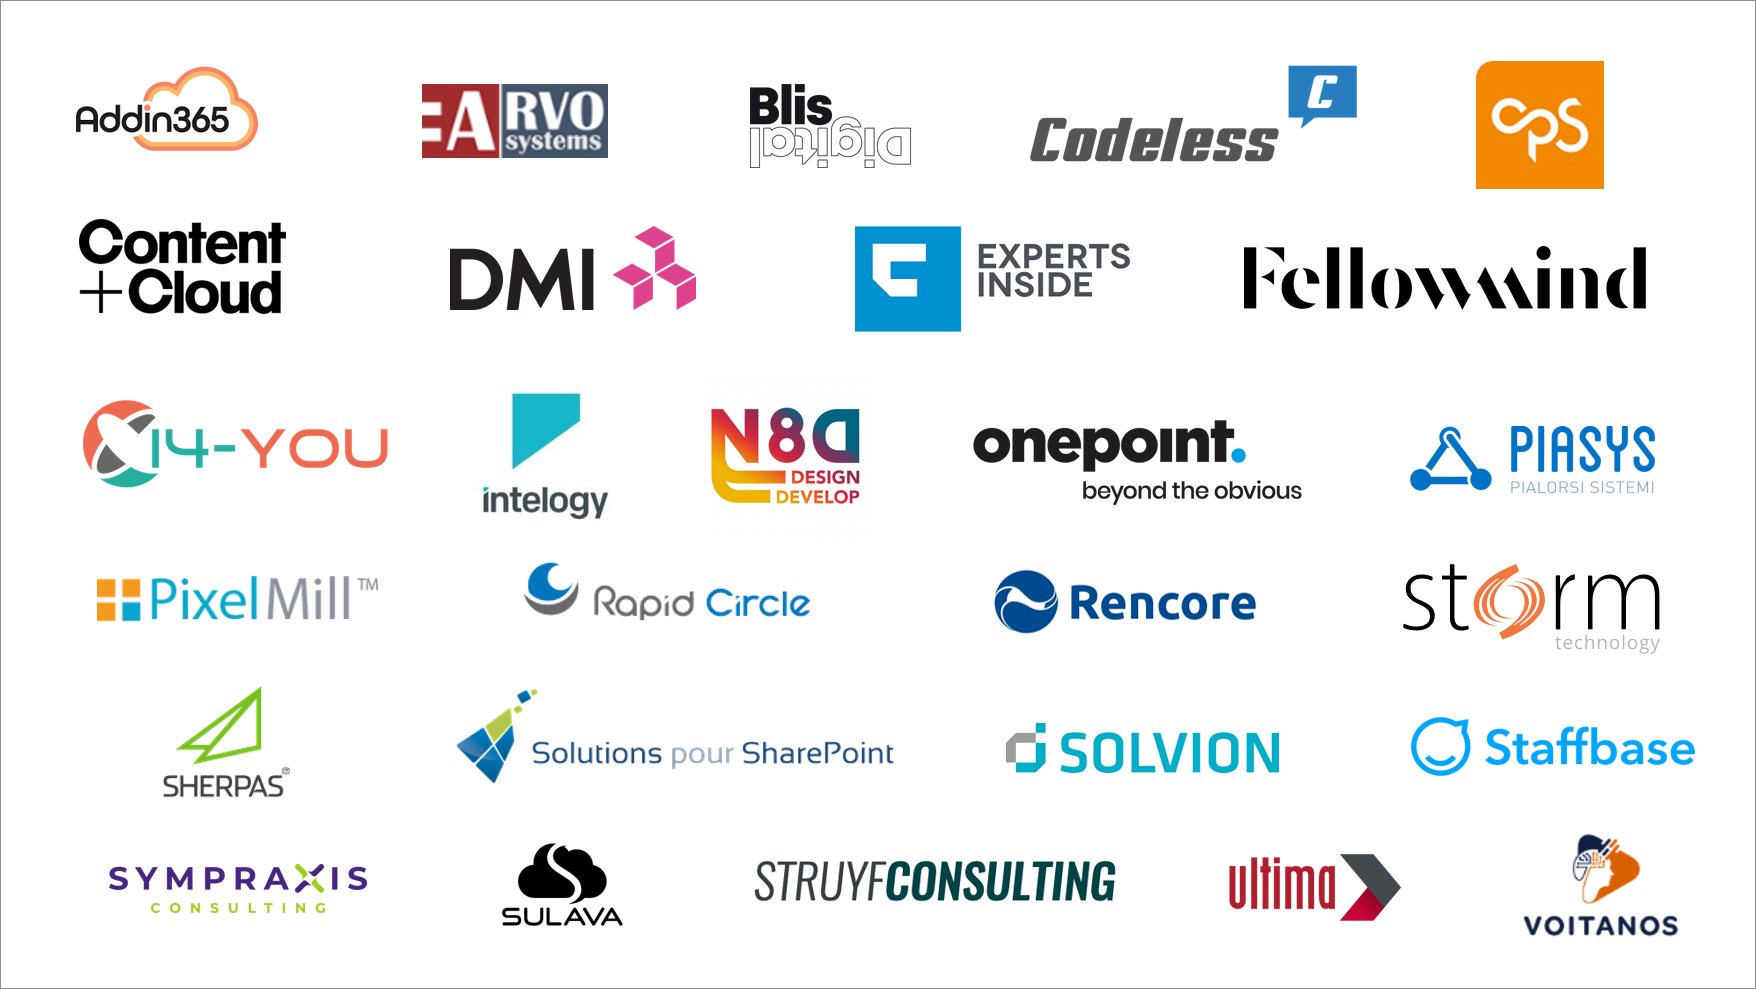 Addin365
ARVO
systems
Blis
Digital
Codeless
C
cps
Content
+Cloud
DMI
EXPERTS
INSIDE
Fellowmind
I4-YOU
intelogy
N8D
DESIGN
DEVELOP
onepoint.
beyond the obvious
PIASYS
PIALORSI SISTEMI
PixelMill™
Rapid Circle
Rencore
storm
technology
SHERPAS®
Solutions pour SharePoint
SOLVION
Staffbase
SYMPRAXIS
CONSULTING
SULAVA
STRUYFCONSULTING
ultima
VOITANOS